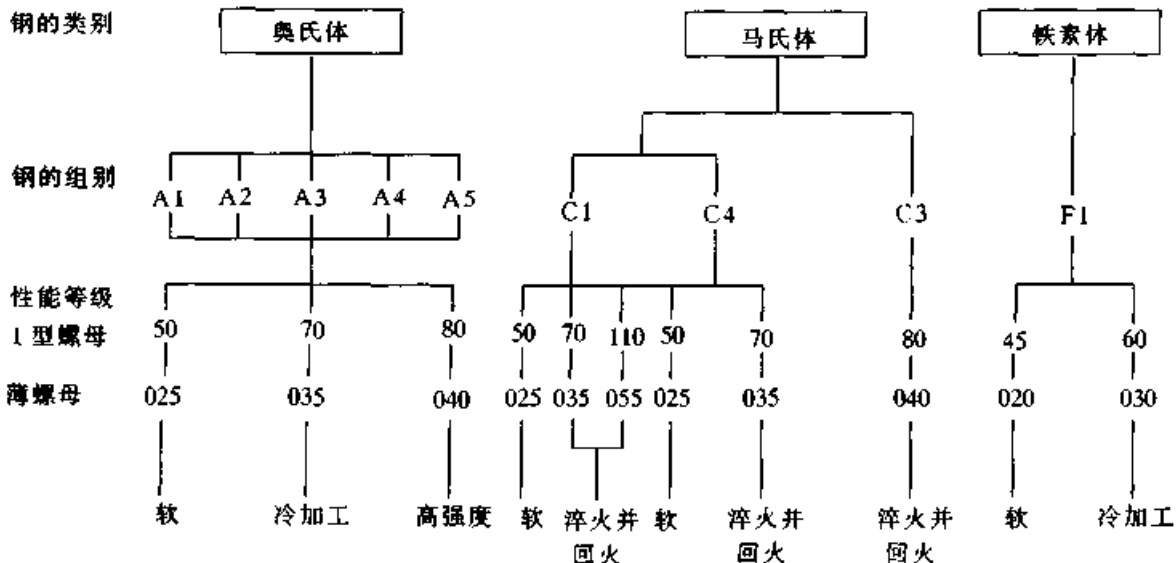 钢的类别 奥氏体 马氏体 铁素体
钢的组别 A1 A2 A3 A4 A5 C1 C4 C3 F1
性能等级
1 型螺母 50 70 80 50 70 110 50 70 80 45 60
薄螺母 025 035 040 025 035 055 025 035 040 020 030
软 冷加工 高强度 软 淬火并 软 淬火并 淬火并 软 冷加工
回火 回火 回火